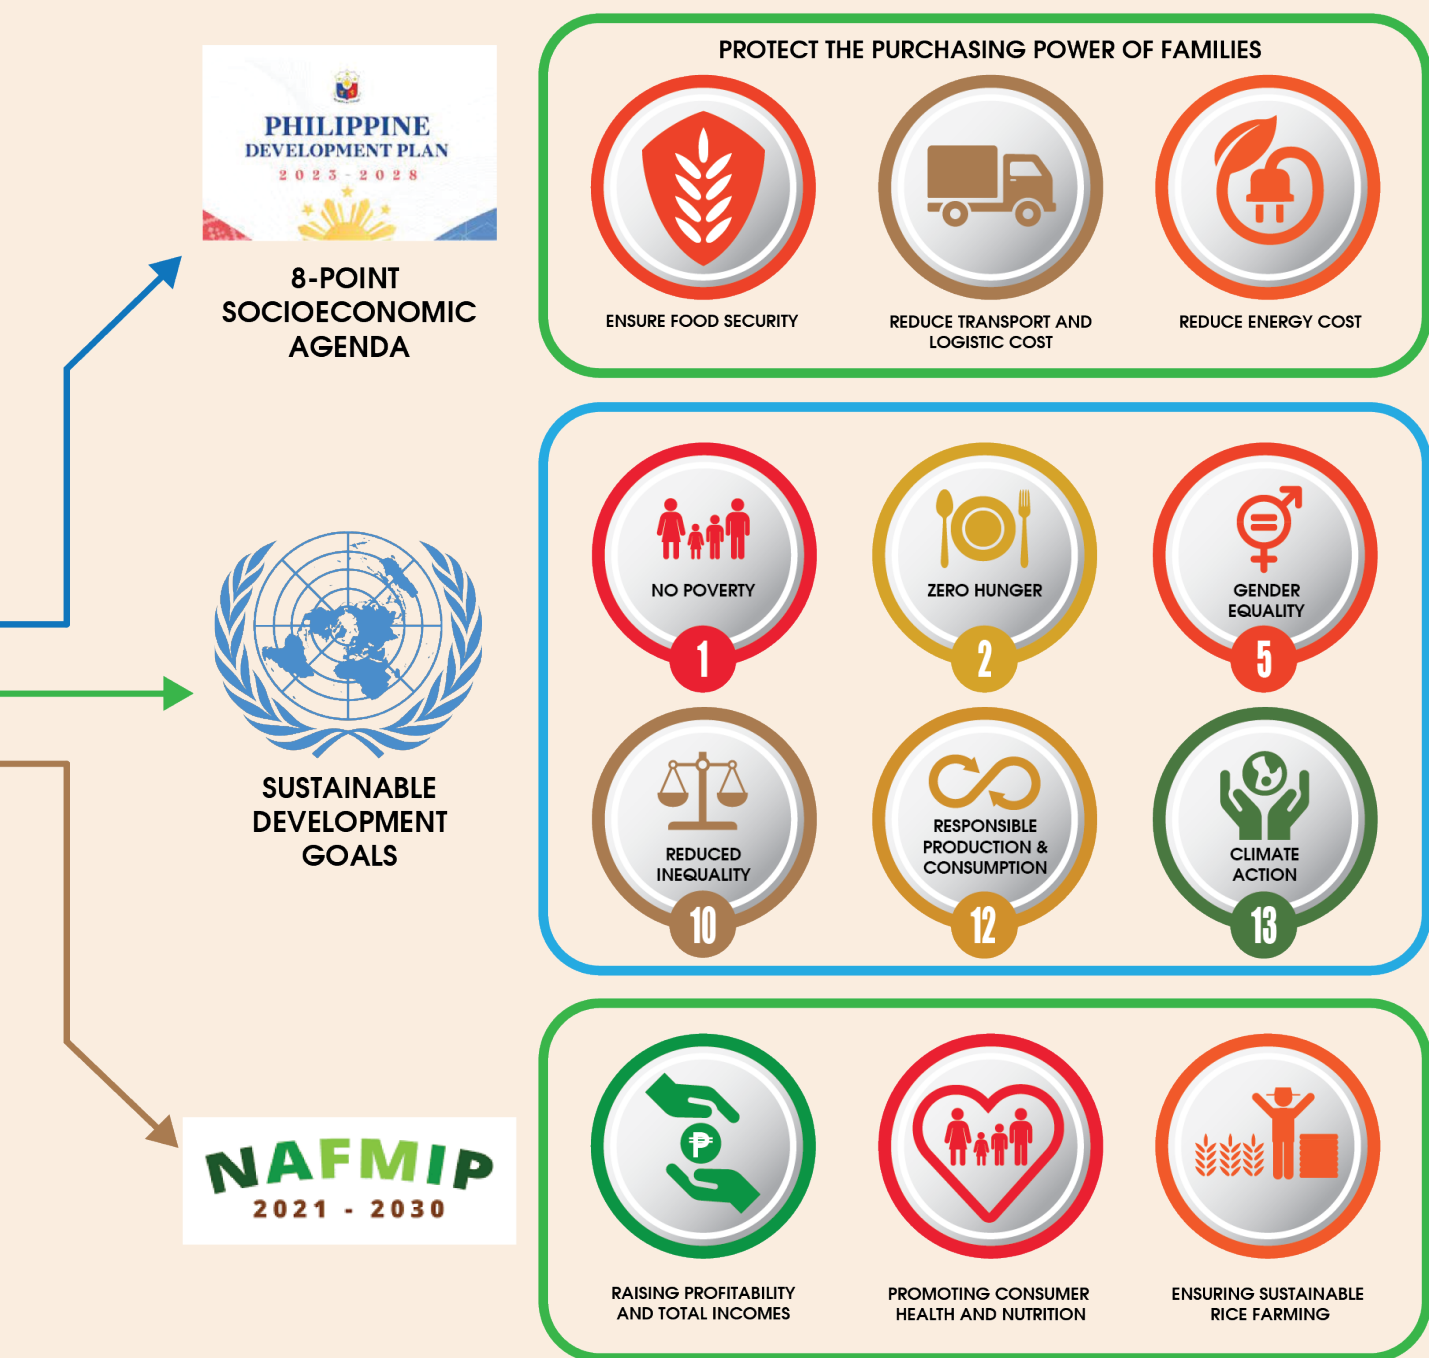 PHILIPPINE
DEVELOPMENT PLAN
2023-2028
8-POINT
SOCIOECONOMIC
AGENDA
PROTECT THE PURCHASING POWER OF FAMILIES
ENSURE FOOD SECURITY
REDUCE TRANSPORT AND
LOGISTIC COST
REDUCE ENERGY COST
SUSTAINABLE
DEVELOPMENT
GOALS
NO POVERTY
1
ZERO HUNGER
2
GENDER
EQUALITY
5
REDUCED
INEQUALITY
10
RESPONSIBLE
PRODUCTION &
CONSUMPTION
12
CLIMATE
ACTION
13
NAFMIP
2021 - 2030
₱
RAISING PROFITABILITY
AND TOTAL INCOMES
PROMOTING CONSUMER
HEALTH AND NUTRITION
ENSURING SUSTAINABLE
RICE FARMING